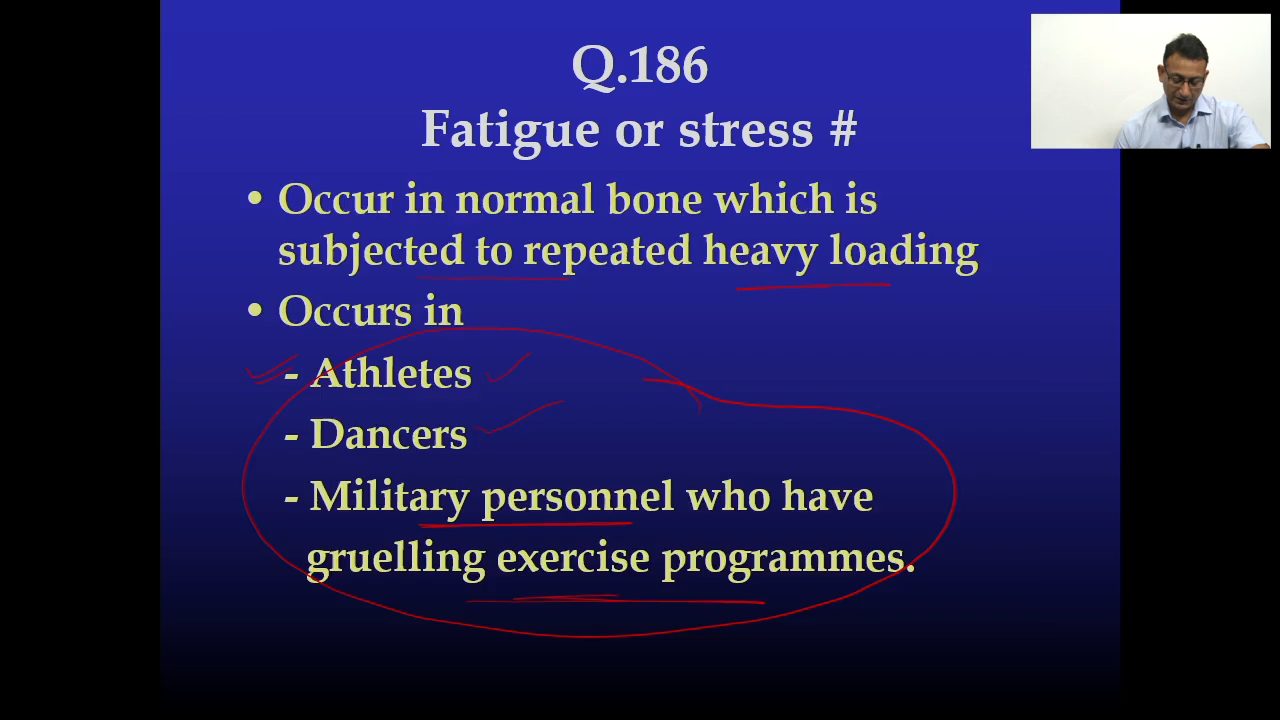 Q.186
Fatigue or stress #
• Occur in normal bone which is
subjected to repeated heavy loading
• Occurs in
- Athletes
- Dancers
- Military personnel who have
gruelling exercise programmes.